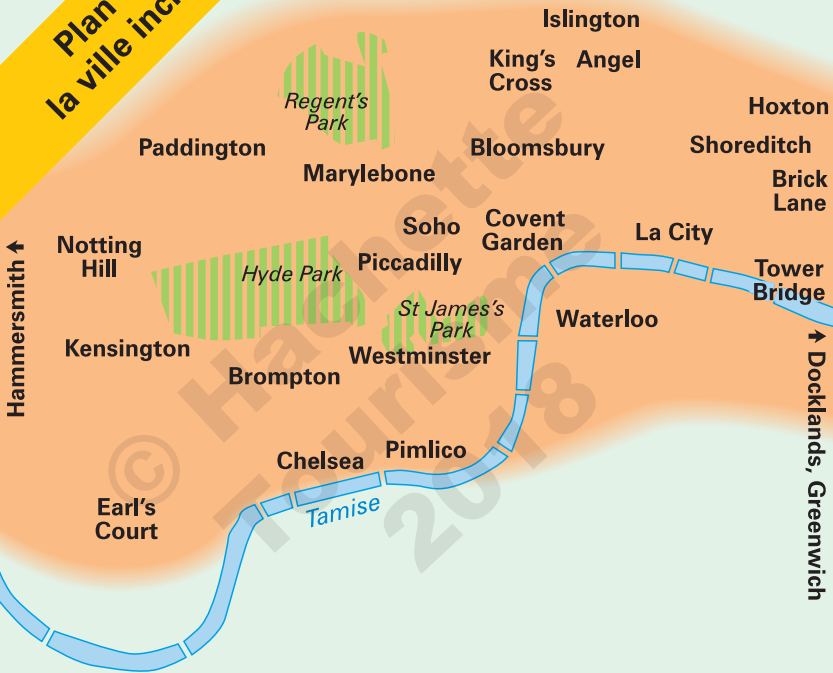 Plan
la ville incl
Islington
King's
Cross
Angel
Regent's
Park
Hoxton
Paddington
Bloomsbury
Shoreditch
Marylebone
Brick
Lane
Soho
Covent
Garden
La City
Notting
Hill
Hyde Park
Piccadilly
Tower
Bridge
St James's
Park
Waterloo
Kensington
Westminster
Brompton
Hammersmith
Docklands, Greenwich
Chelsea
Pimlico
Tamise
Earl's
Court
© Hachette
Tourisme
2018